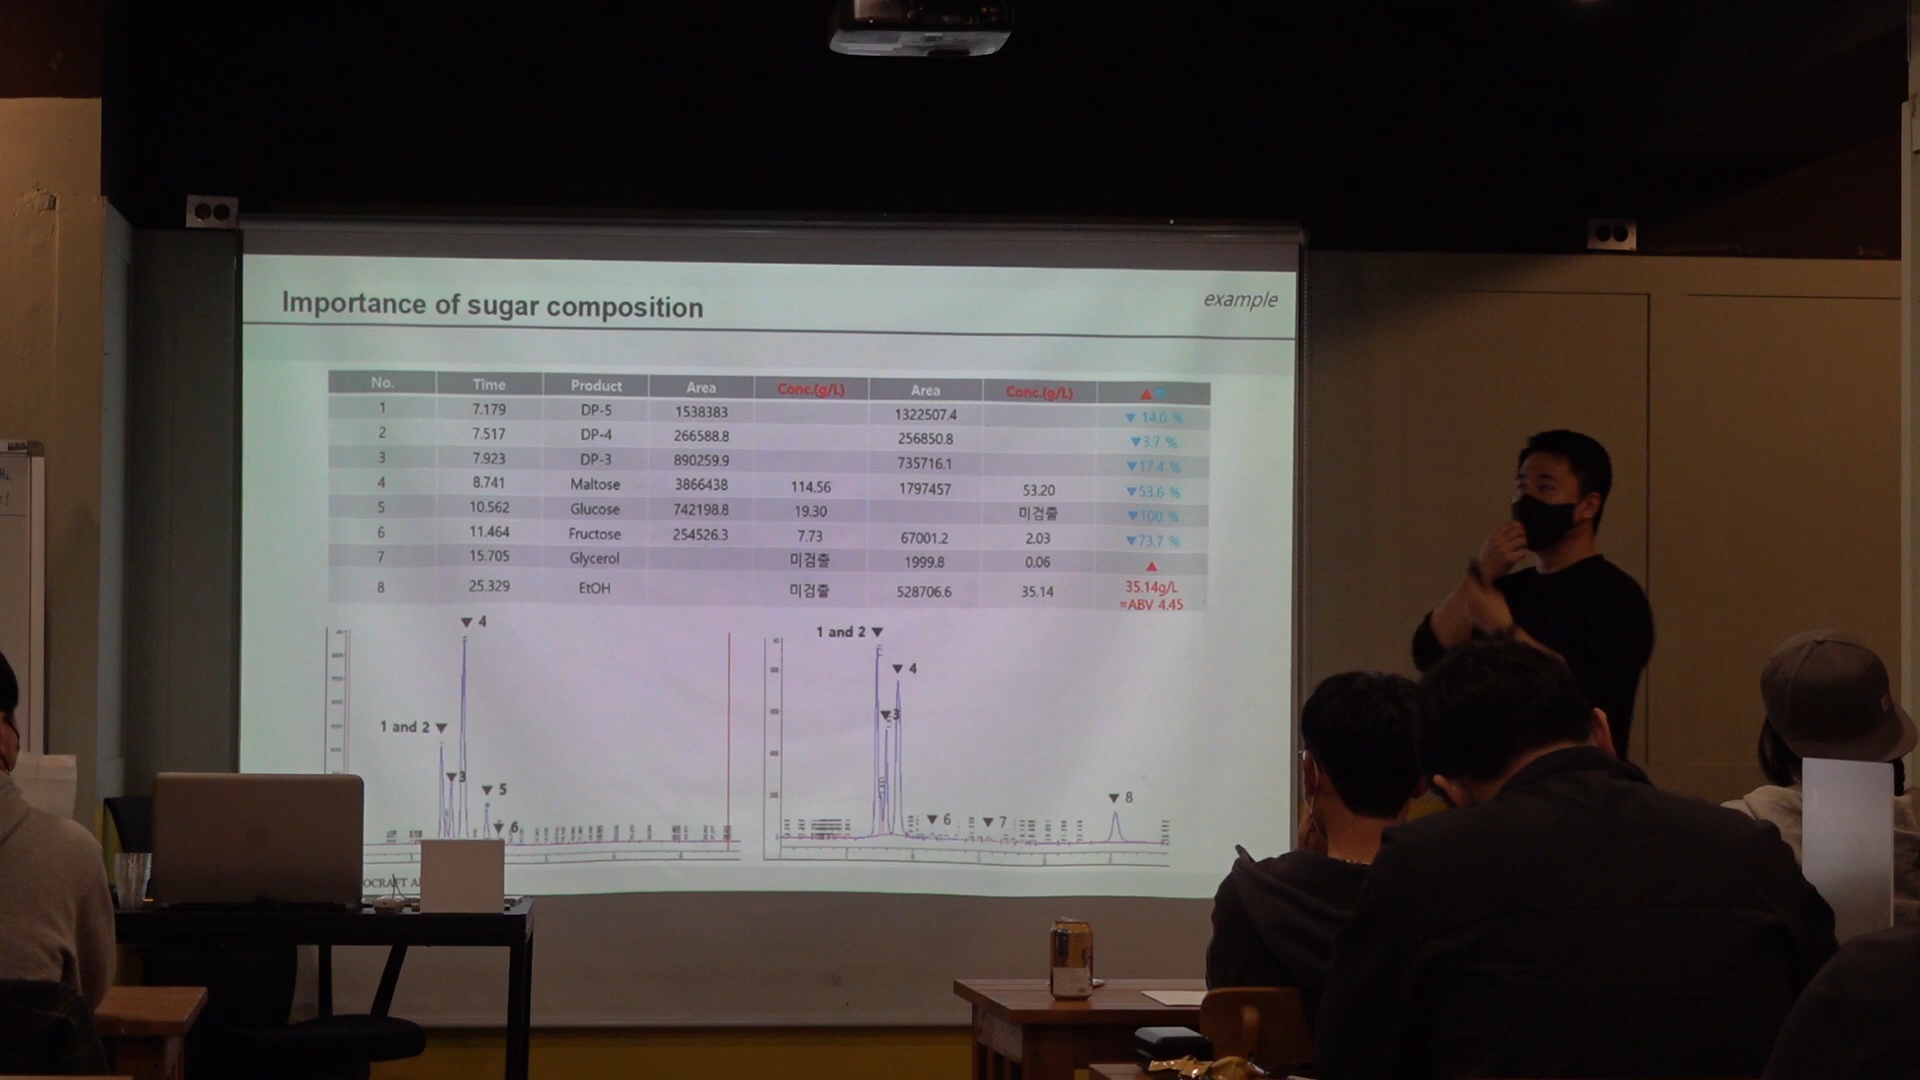 Importance of sugar composition
example
No. Time Product Area Conc.(g/L) Area Conc.(g/L) ▲▼
1 7.179 DP-5 1538383 1322507.4 ▼ 14.0 %
2 7.517 DP-4 266588.8 256850.8 ▼3.7 %
3 7.923 DP-3 890259.9 735716.1 ▼17.4 %
4 8.741 Maltose 3866438 114.56 1797457 53.20 ▼53.6 %
5 10.562 Glucose 742198.8 19.30 미검출 ▼100 %
6 11.464 Fructose 254526.3 7.73 67001.2 2.03 ▼73.7 %
7 15.705 Glycerol 미검출 1999.8 0.06 ▲
8 25.329 EtOH 미검출 528706.6 35.14 35.14g/L
=ABV 4.45
▼ 4
1 and 2 ▼
▼3
▼ 5
▼ 6
1 and 2 ▼
▼ 4
▼3
▼ 6
▼ 7
▼ 8